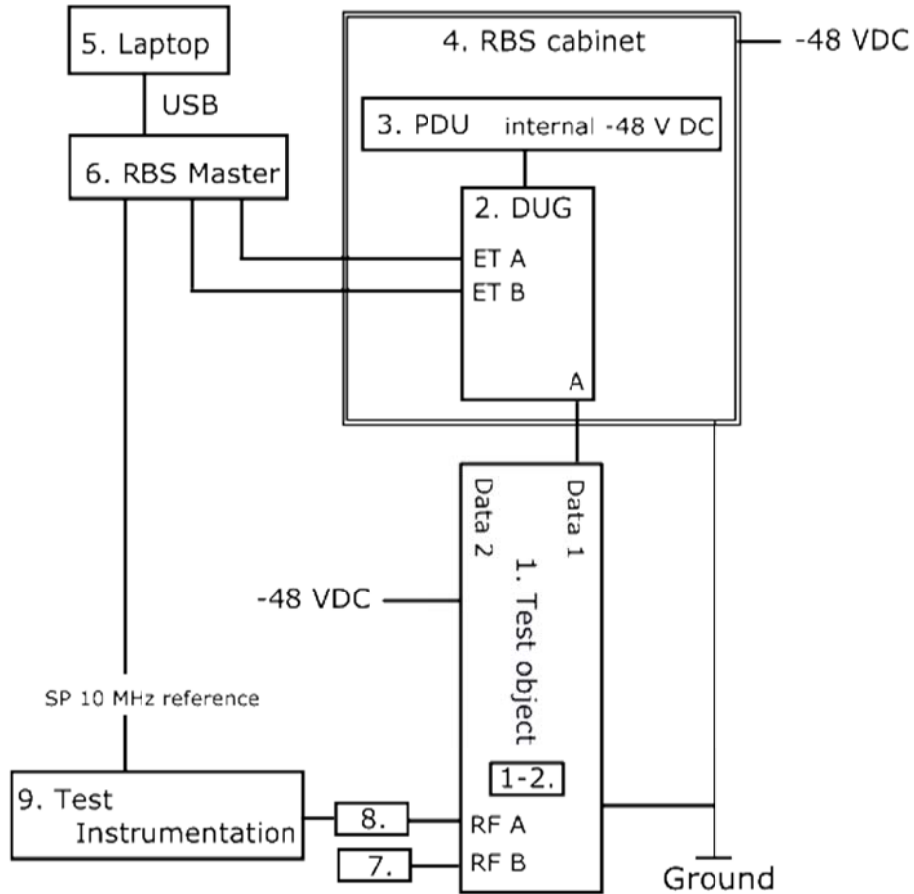 5. Laptop
USB
6. RBS Master
4. RBS cabinet
-48 VDC
3. PDU internal -48 V DC
2. DUG
ET A
ET B
A
Data 2
Data 1
1. Test object
-48 VDC
1-2.
SP 10 MHz reference
9. Test
Instrumentation
8.
RF A
7.
RF B
Ground